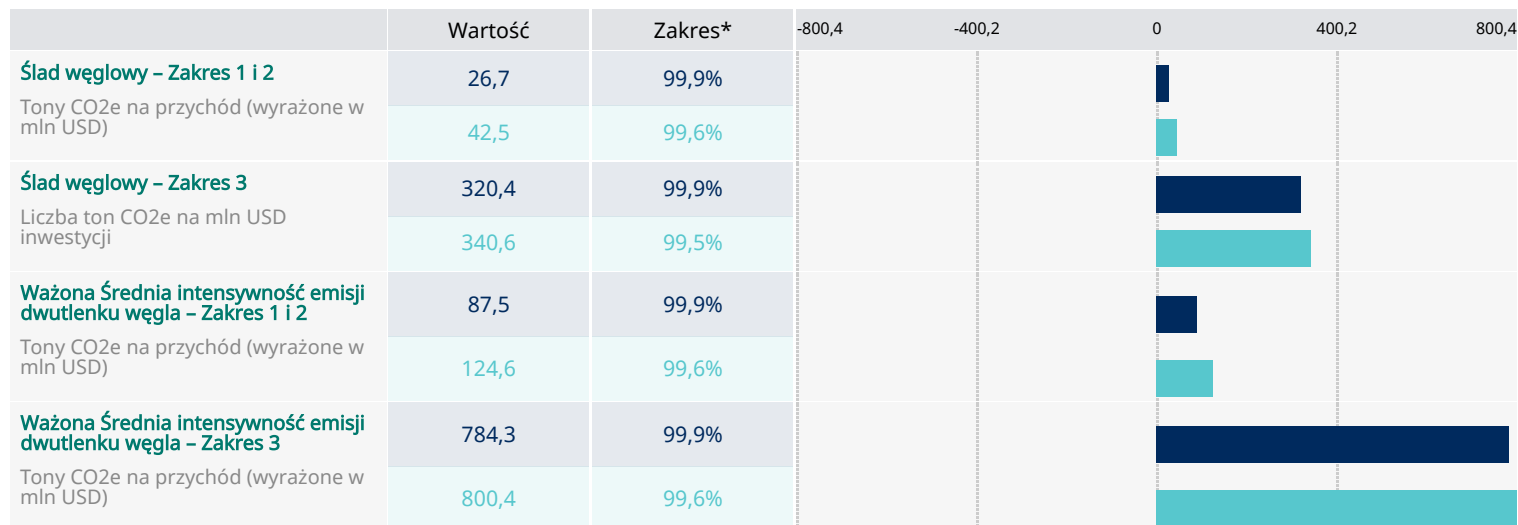 Wartość Zakres* -800,4 -400,2 0 400,2 800,4
Ślad węglowy – Zakres 1 i 2
Tony CO2e na przychód (wyrażone w
mln USD)
26,7 99,9%
42,5 99,6%
Ślad węglowy – Zakres 3
Liczba ton CO2e na mln USD
inwestycji
320,4 99,9%
340,6 99,5%
Ważona Średnia intensywność emisji
dwutlenku węgla – Zakres 1 i 2
Tony CO2e na przychód (wyrażone w
mln USD)
87,5 99,9%
124,6 99,6%
Ważona Średnia intensywność emisji
dwutlenku węgla – Zakres 3
Tony CO2e na przychód (wyrażone w
mln USD)
784,3 99,9%
800,4 99,6%